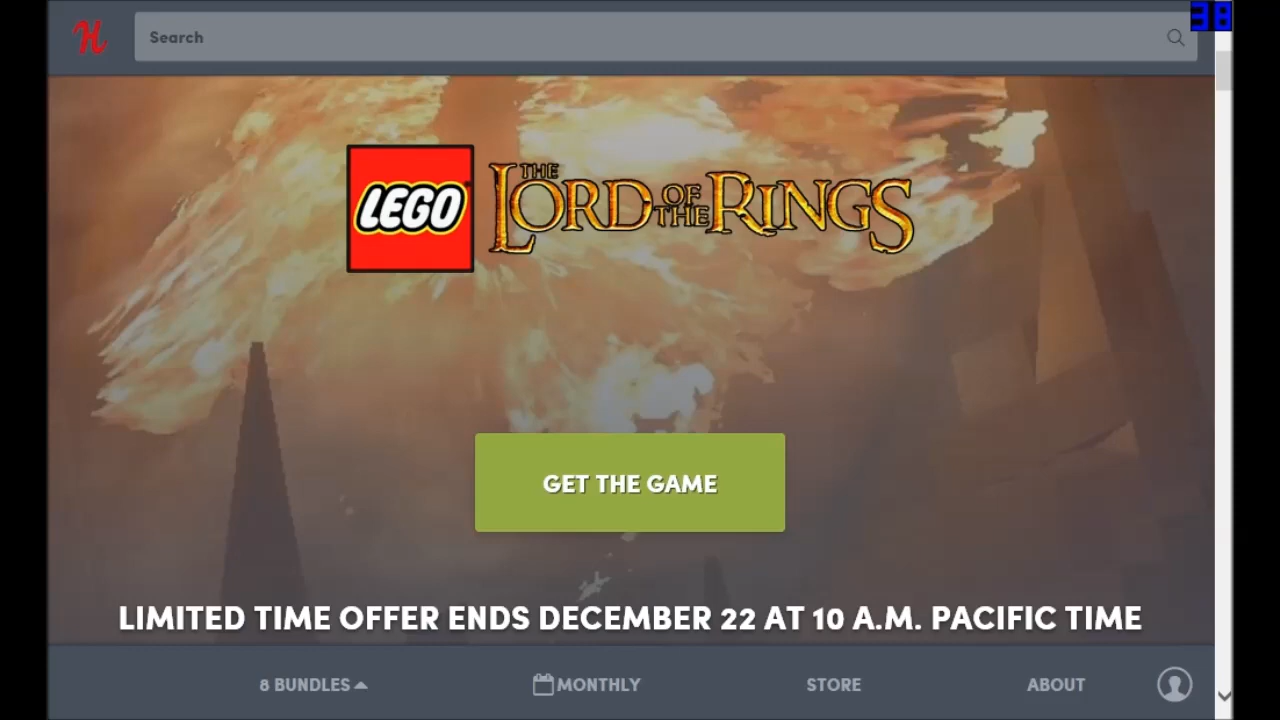 38
Search
LEGO
THE LORD OF THE RINGS
GET THE GAME
LIMITED TIME OFFER ENDS DECEMBER 22 AT 10 A.M. PACIFIC TIME
8 BUNDLES
MONTHLY
STORE
ABOUT